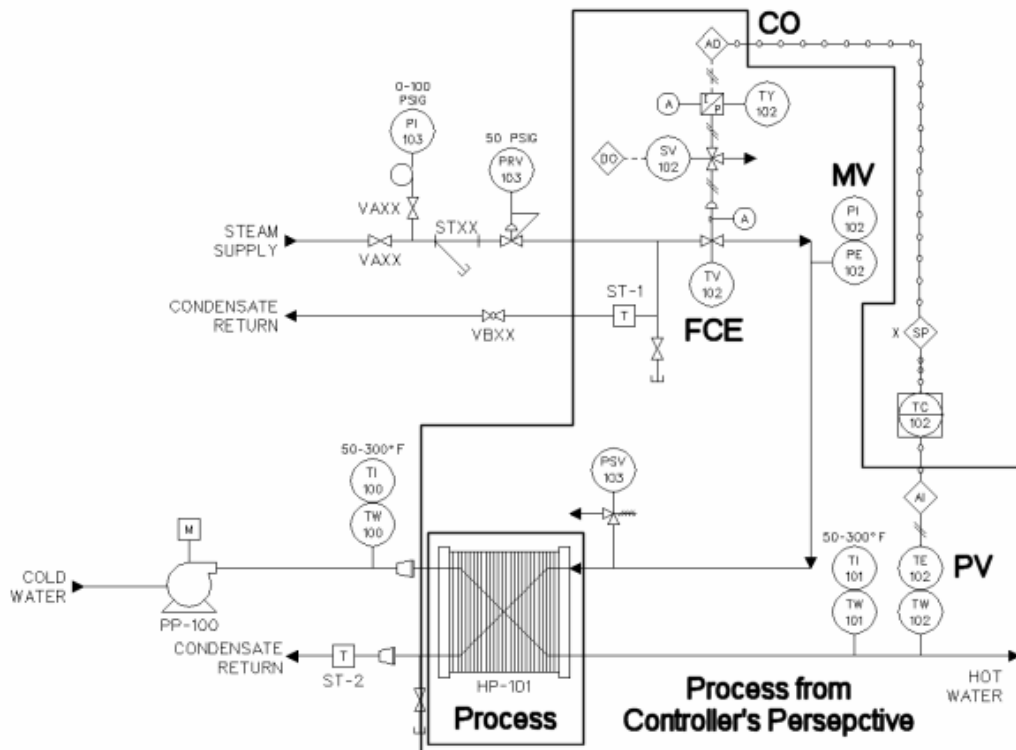 CO
AD
0-100
PSIG
PI
103
50 PSIG
PRV
103
A
I
P
TY
102
DO
SV
102
MV
PI
102
PE
102
VAXX
STXX
A
STEAM
SUPPLY
VAXX
TV
102
FCE
ST-1
T
CONDENSATE
RETURN
VBXX
X
SP
TC
102
50-300°F
TI
100
TW
100
PSV
103
AI
50-300°F
TI
101
TW
101
TE
102
TW
102
PV
M
COLD
WATER
PP-100
CONDENSATE
RETURN
T
ST-2
HP-101
Process
Process from
Controller's Persepctive
HOT
WATER